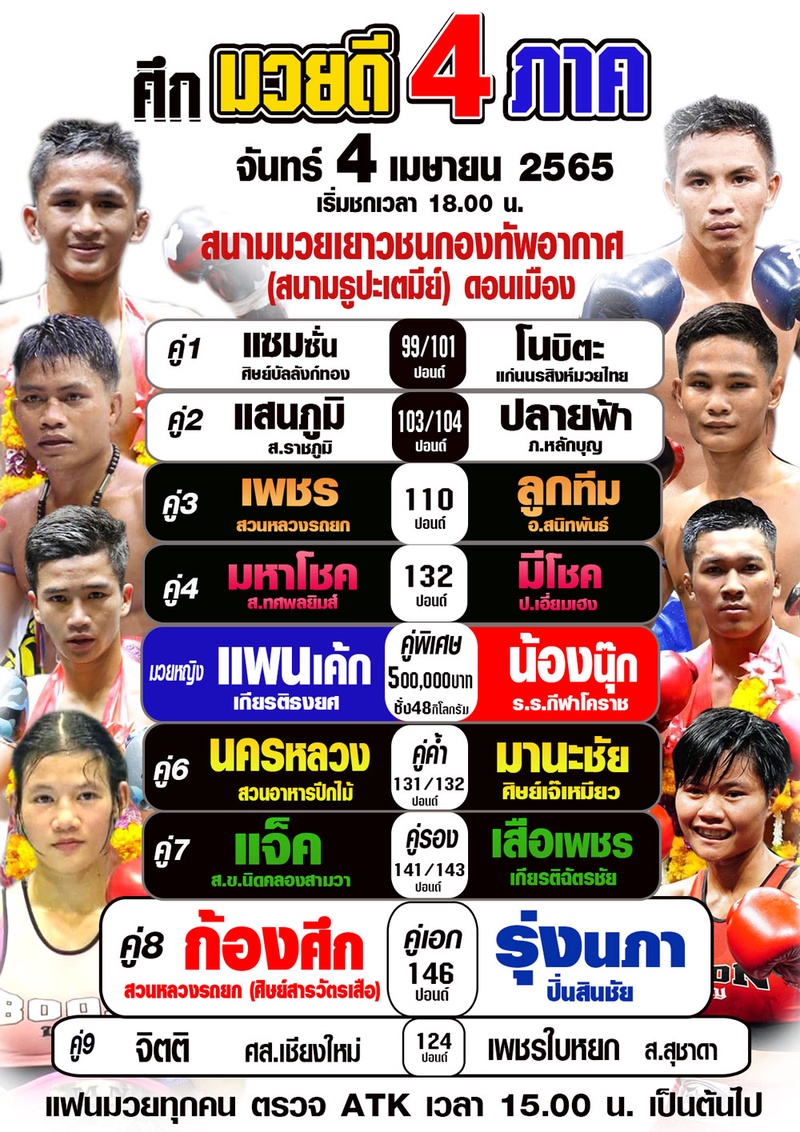 ศึก มวยดี 4 ภาค
จันทร์ 4 เมษายน 2565
เริ่มชกเวลา 18.00 น.
สนามมวยเยาวชนกองทัพอากาศ
(สนามธูปะเตมีย์) ดอนเมือง
คู่1 แซมซั่น 99/101 โนบิตะ
ศิษย์บัลลังก์ทอง ปอนด์ แก่นนรสิงห์มวยไทย
คู่2 แสนภูมิ 103/104 ปลายฟ้า
ส.ราชภูมิ ปอนด์ ภ.หลักบุญ
คู่3 เพชร 110 ลูกทีม
สวนหลวงรถยก ปอนด์ อ.สนิทพันธ์
คู่4 มหาโชค 132 มีโชค
ส.ทศพลยิมส์ ปอนด์ ป.เอี่ยมเฮง
มวยหญิง แพนเค้ก คู่พิเศษ น้องนุ๊ก
500,000บาท
เกียรติธงยศ ชั่ง48กิโลกรัม ร.ร.กีฬาโคราช
คู่6 นครหลวง คู่ค้ำ มานะชัย
สวนอาหารปีกไม้ 131/132 ศิษย์เจ๊เหมียว
ปอนด์
คู่7 แจ็ค คู่รอง เสือเพชร
ส.ข.นิดคลองสามวา 141/143 เกียรติฉัตรชัย
ปอนด์
คู่8 ก้องศึก คู่เอก รุ่งนภา
146
สวนหลวงรถยก (ศิษย์สารวัตรเสือ) ปอนด์ ปิ่นสินชัย
คู่9 จิตติ ศส.เชียงใหม่ 124 เพชรใบหยก ส.สุชาดา
ปอนด์
แฟนมวยทุกคน ตรวจ ATK เวลา 15.00 น. เป็นต้นไป